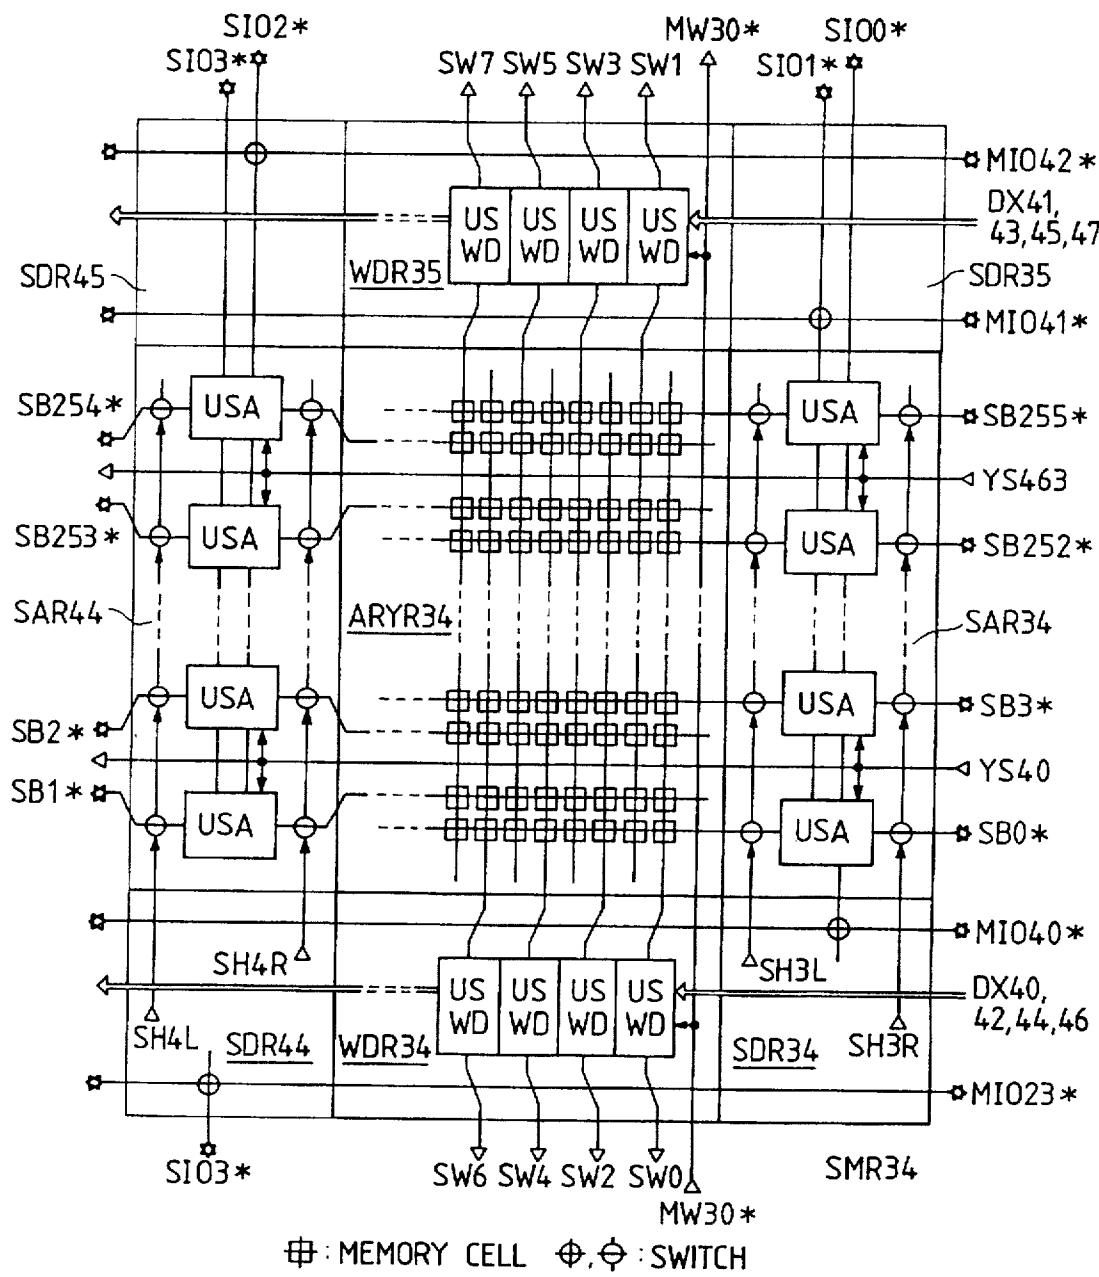 SIO2*
SIO3*
SW7 SW5 SW3 SW1
MW30*
SIO1*
SIO0*
MIO42*
US WD US WD US WD US WD
DX41,
43,45,47
SDR45
WDR35
SDR35
MIO41*
SB254*
USA
USA
SB255*
YS463
SB253*
USA
USA
SB252*
SAR44
ARYR34
SAR34
USA
USA
SB2*
SB3*
YS40
SB1*
USA
USA
SB0*
MIO40*
SH4R
SH3L
US WD US WD US WD US WD
DX40,
42,44,46
SH4L
SDR44
WDR34
SDR34
SH3R
MIO23*
SIO3*
SW6 SW4 SW2 SW0
SMR34
MW30*
: MEMORY CELL , : SWITCH